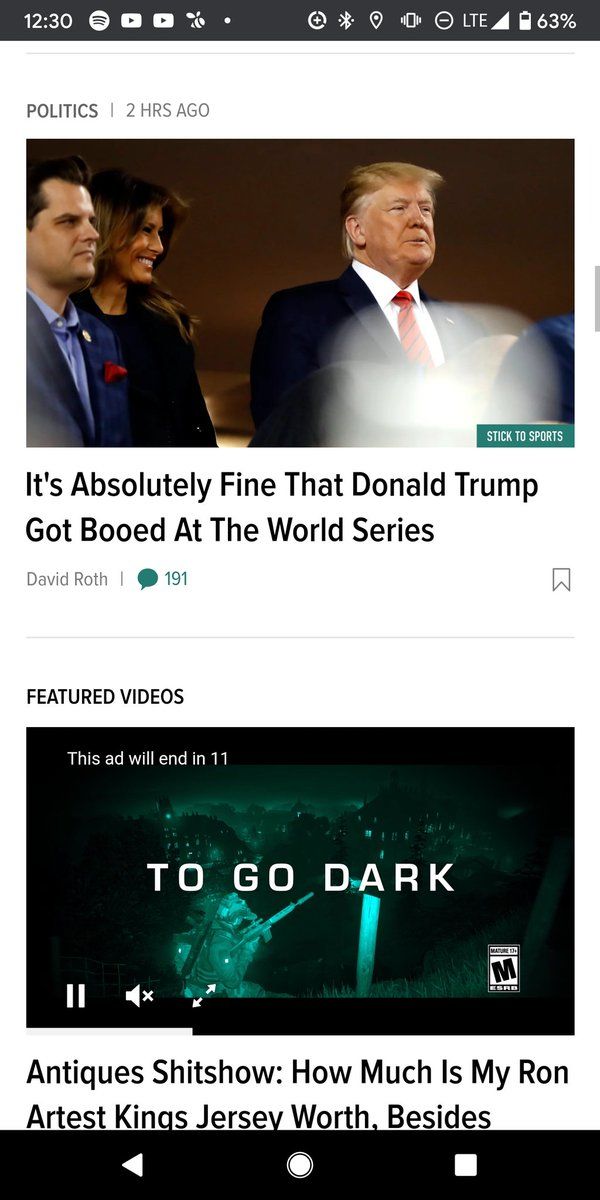 12:30 LTE 63%
POLITICS | 2 HRS AGO
STICK TO SPORTS
It's Absolutely Fine That Donald Trump
Got Booed At The World Series
David Roth | 191
FEATURED VIDEOS
This ad will end in 11
TO GO DARK
MATURE 17+
M
ESRB
Antiques Shitshow: How Much Is My Ron
Artest Kings Jersey Worth, Besides